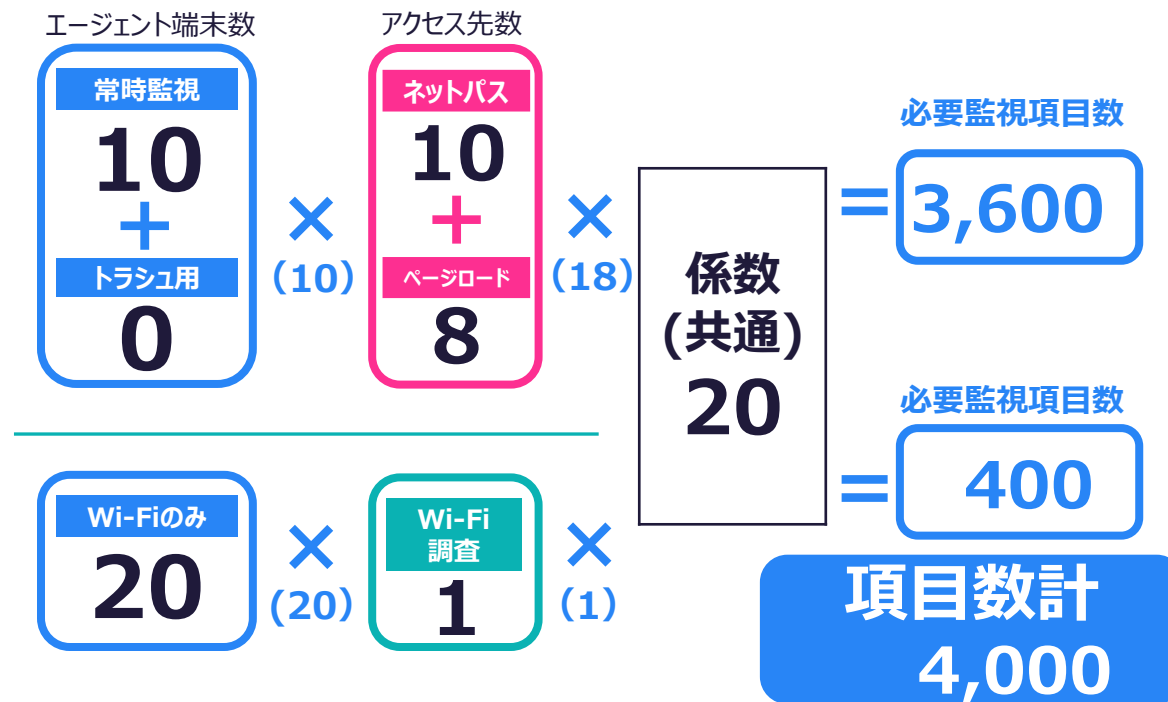 エージェント端末数
常時監視
10
+
トラシュ用
0
×
(10)
アクセス先数
ネットパス
10
+
ページロード
8
×
(18)
係数
(共通)
20
=
必要監視項目数
3,600
Wi-Fiのみ
20
×
(20)
Wi-Fi
調査
1
×
(1)
=
必要監視項目数
400
項目数計
4,000